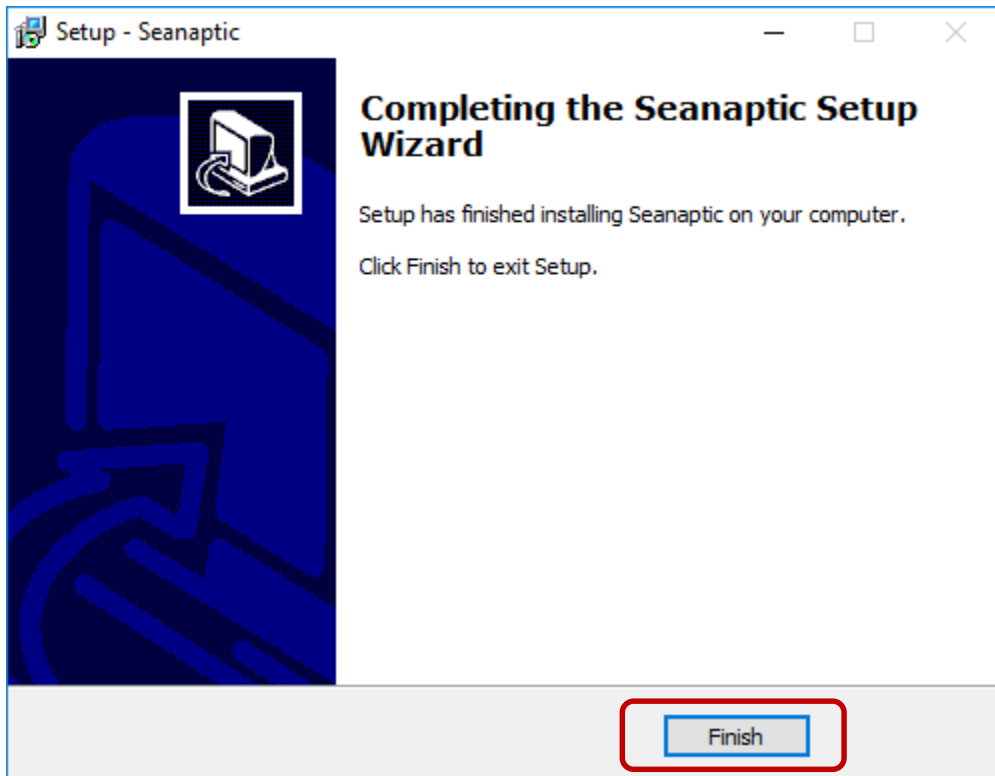 Setup - Seanaptic
Completing the Seanaptic Setup
Wizard
Setup has finished installing Seanaptic on your computer.
Click Finish to exit Setup.
Finish